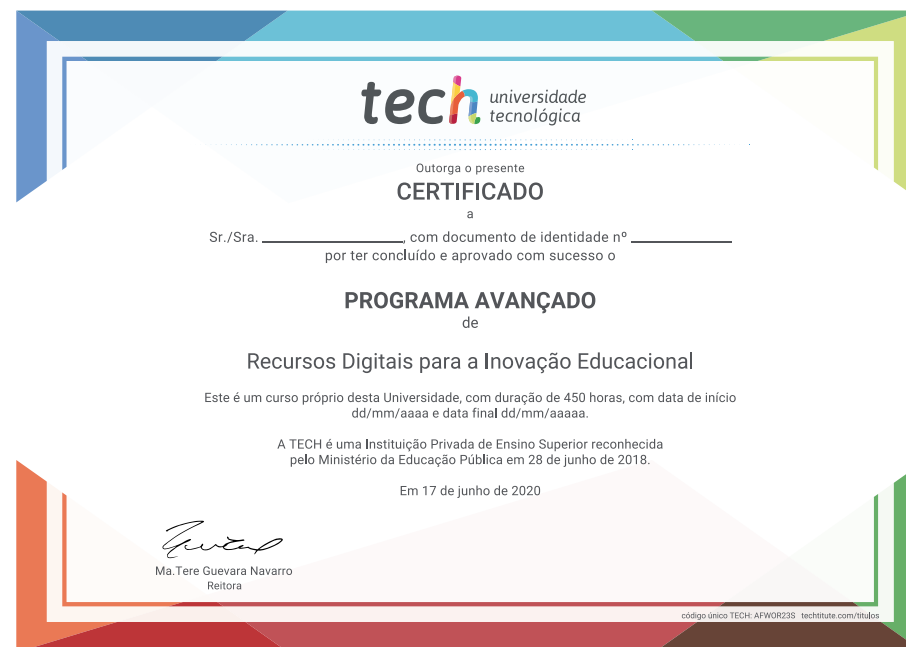 tech universidade
tecnológica
Outorga o presente
CERTIFICADO
a
Sr./Sra. ____________, com documento de identidade nº ____________
por ter concluído e aprovado com sucesso o
PROGRAMA AVANÇADO
de
Recursos Digitais para a Inovação Educacional
Este é um curso próprio desta Universidade, com duração de 450 horas, com data de início
dd/mm/aaaa e data final dd/mm/aaaaa.
A TECH é uma Instituição Privada de Ensino Superior reconhecida
pelo Ministério da Educação Pública em 28 de junho de 2018.
Em 17 de junho de 2020
Ma.Tere Guevara Navarro
Reitora
código único TECH: AFWOR23S techtitute.com/titulos